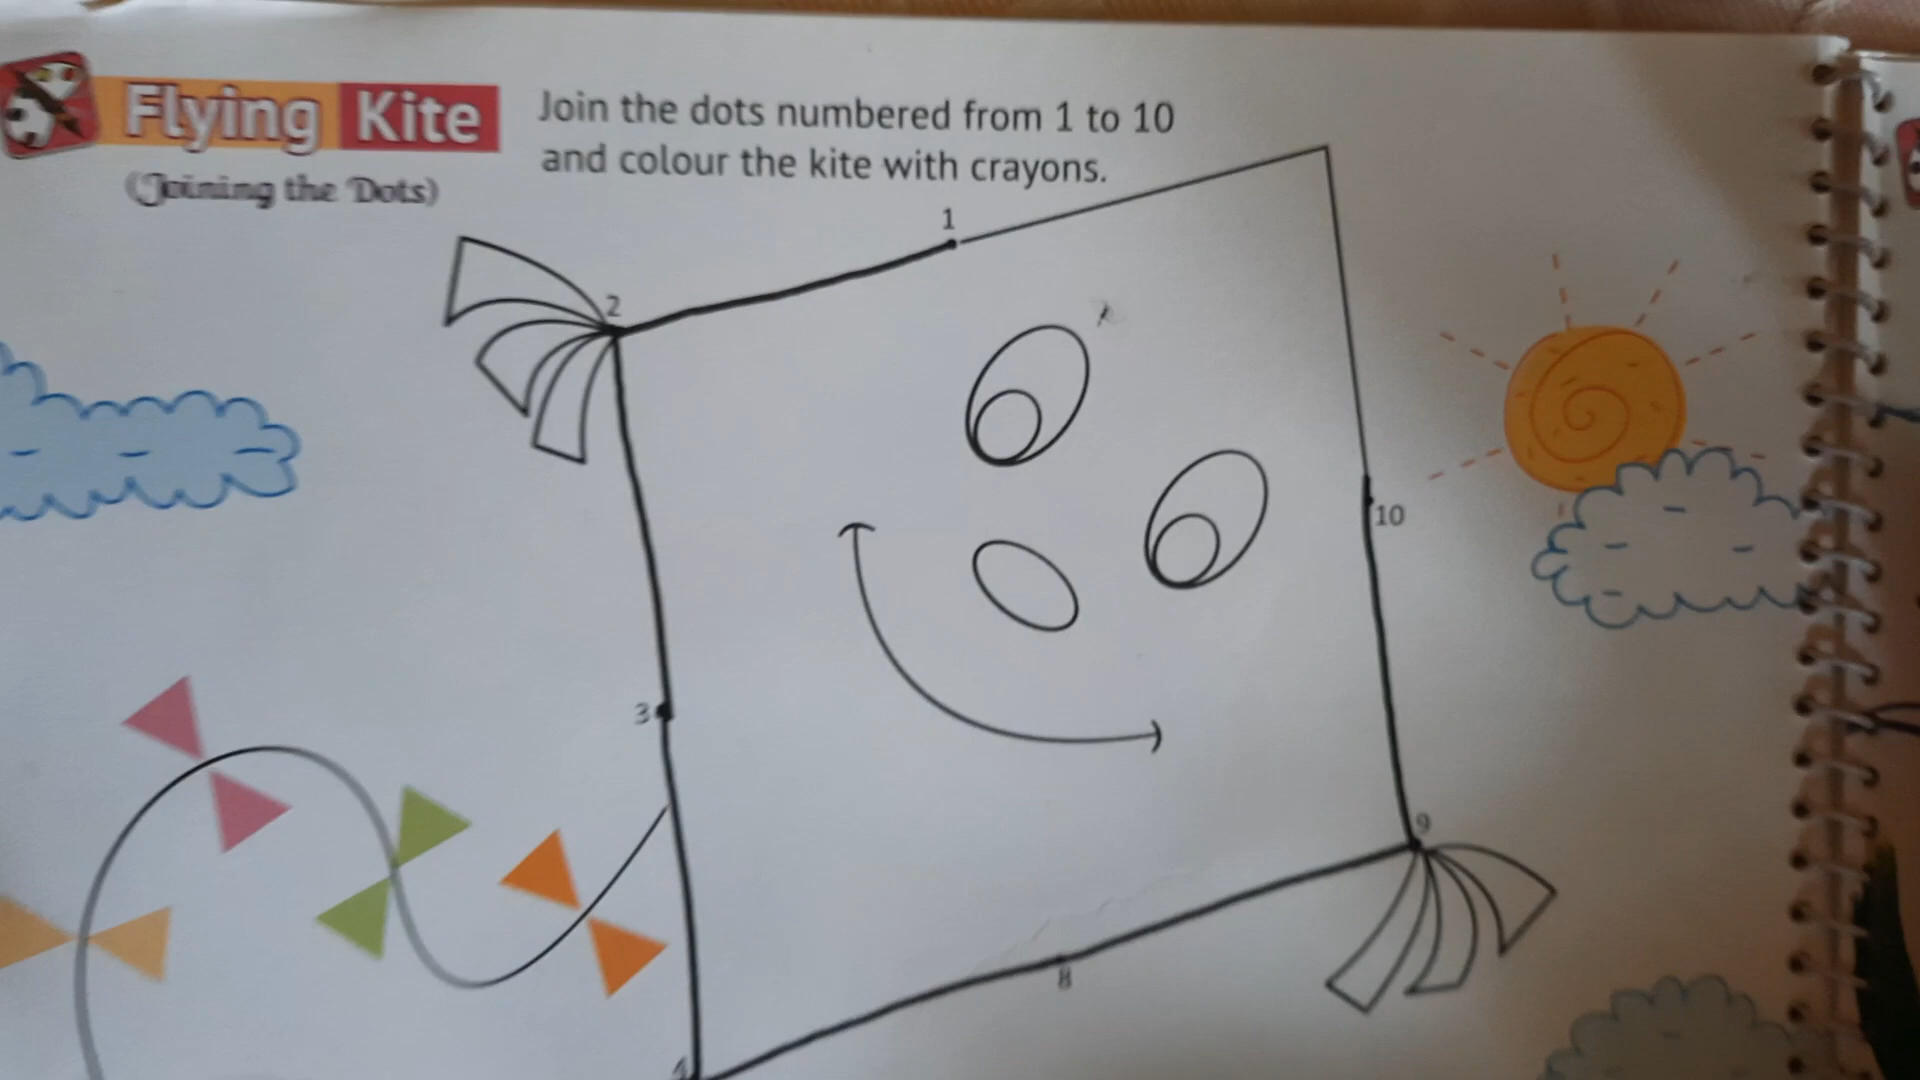 Flying Kite
(Joining the Dots)
Join the dots numbered from 1 to 10
and colour the kite with crayons.
1
2
10
3
9
8
4